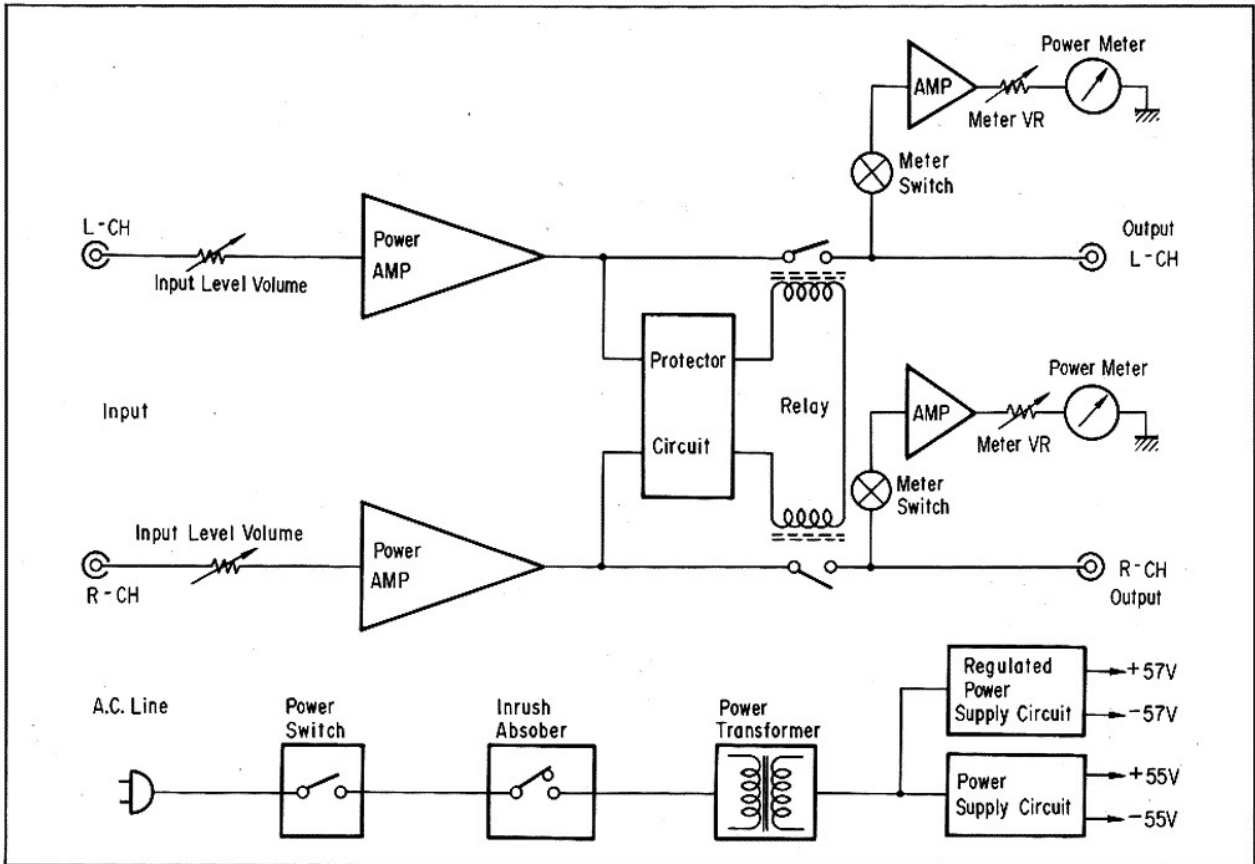 Power Meter
AMP
Meter VR
Meter
Switch
L-CH
Input Level Volume
Power
AMP
Output
L-CH
Protector
Circuit
Relay
Input
Power Meter
AMP
Meter VR
Meter
Switch
Input Level Volume
R-CH
Power
AMP
R-CH
Output
A.C. Line
Power
Switch
Inrush
Absober
Power
Transformer
Regulated
Power
Supply Circuit
+57V
-57V
Power
Supply Circuit
+55V
-55V